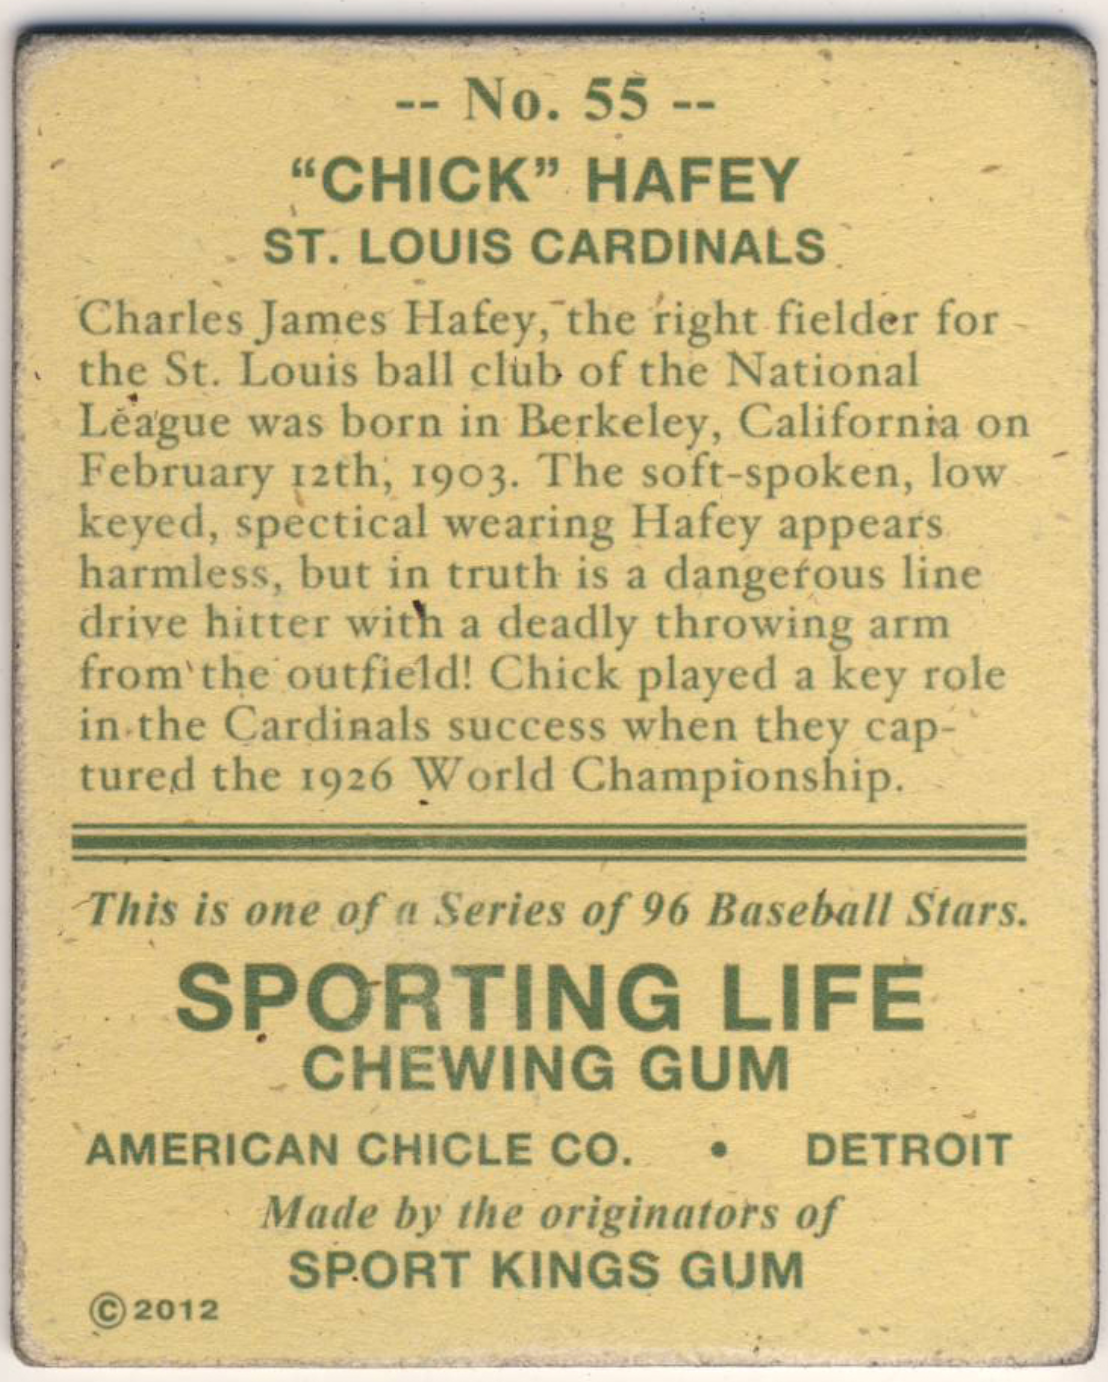 -- No. 55 --
“CHICK” HAFEY
ST. LOUIS CARDINALS
Charles James Hafey, the right fielder for
the St. Louis ball club of the National
League was born in Berkeley, California on
February 12th, 1903. The soft-spoken, low
keyed, spectical wearing Hafey appears
harmless, but in truth is a dangerous line
drive hitter with a deadly throwing arm
from the outfield! Chick played a key role
in the Cardinals success when they cap-
tured the 1926 World Championship.
This is one of a Series of 96 Baseball Stars.
SPORTING LIFE
CHEWING GUM
AMERICAN CHICLE CO. • DETROIT
Made by the originators of
SPORT KINGS GUM
©2012